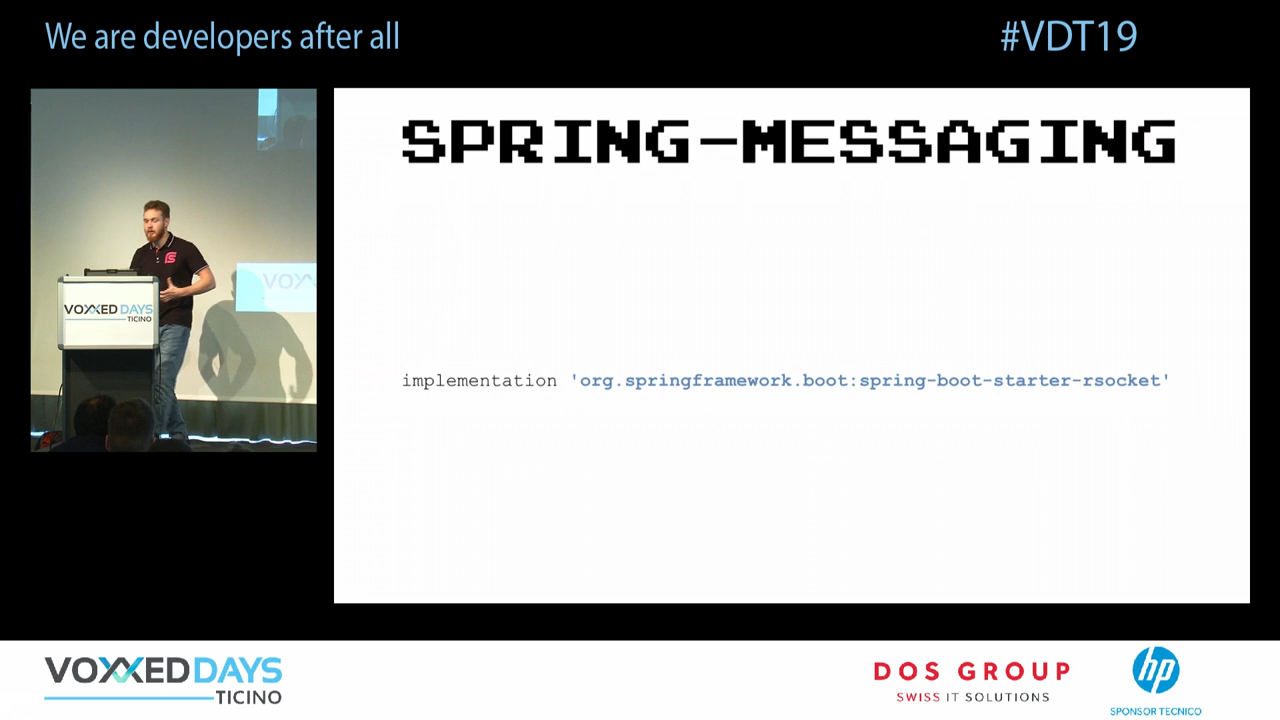 We are developers after all
#VDT19
SPRING-MESSAGING
VOXXED DAYS
TICINO
implementation 'org.springframework.boot:spring-boot-starter-rsocket'
VOXXED DAYS
TICINO
DOS GROUP
SWISS IT SOLUTIONS
hp
SPONSOR TECNICO